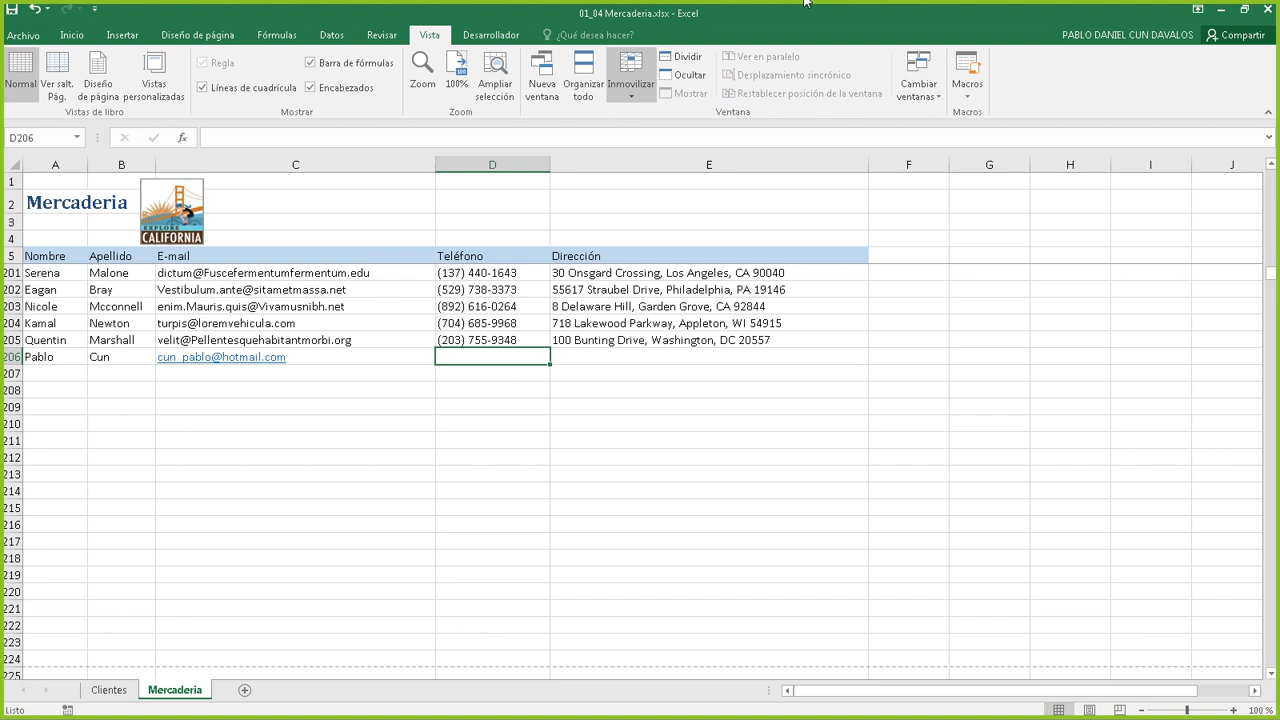 01_04 Mercaderia.xlsx - Excel
Archivo Inicio Insertar Diseño de página Fórmulas Datos Revisar Vista Desarrollador ¿Qué desea hacer? PABLO DANIEL CUN DAVALOS Compartir
Normal
Ver salt. Pág.
Diseño de página
Vistas personalizadas
Vistas de libro
Regla
Barra de fórmulas
Líneas de cuadrícula
Encabezados
Mostrar
Zoom
100%
Ampliar selección
Zoom
Nueva ventana
Organizar todo
Inmovilizar
Dividir
Ocultar
Mostrar
Ver en paralelo
Desplazamiento sincrónico
Restablecer posición de la ventana
Ventana
Cambiar ventanas
Macros
Macros
D206 fx
A B C D E F G H I J
1
2 Mercaderia
EXPLORE
CALIFORNIA
3
4
5 Nombre Apellido E-mail Teléfono Dirección
201 Serena Malone dictum@Fuscefermentumfermentum.edu (137) 440-1643 30 Onsgard Crossing, Los Angeles, CA 90040
202 Eagan Bray Vestibulum.ante@sitametmassa.net (529) 738-3373 55617 Straubel Drive, Philadelphia, PA 19146
203 Nicole Mcconnell enim.Mauris.quis@Vivamusnibh.net (892) 616-0264 8 Delaware Hill, Garden Grove, CA 92844
204 Kamal Newton turpis@loremvehicula.com (704) 685-9968 718 Lakewood Parkway, Appleton, WI 54915
205 Quentin Marshall velit@Pellentesquehabitantmorbi.org (203) 755-9348 100 Bunting Drive, Washington, DC 20557
206 Pablo Cun cun_pablo@hotmail.com
207
208
209
210
211
212
213
214
215
216
217
218
219
220
221
222
223
224
225
Clientes Mercaderia
Listo 100 %